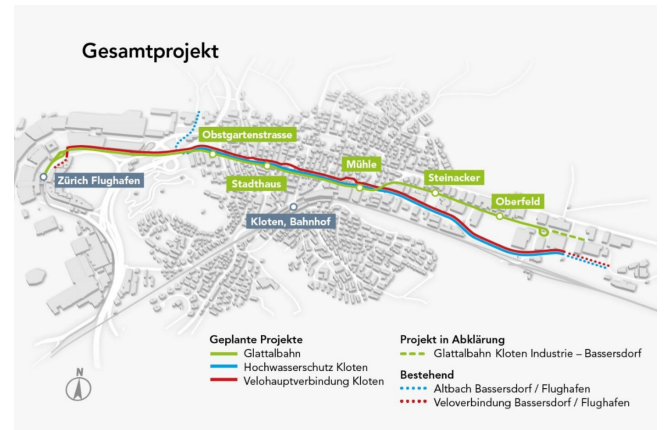 Gesamtprojekt
Obstgartenstrasse
Zürich Flughafen
Stadthaus
Mühle
Steinacker
Kloten, Bahnhof
Oberfeld
Geplante Projekte
Glattalbahn
Hochwasserschutz Kloten
Velohauptverbindung Kloten
Projekt in Abklärung
Glattalbahn Kloten Industrie – Bassersdorf
Bestehend
Altbach Bassersdorf / Flughafen
Veloverbindung Bassersdorf / Flughafen
N